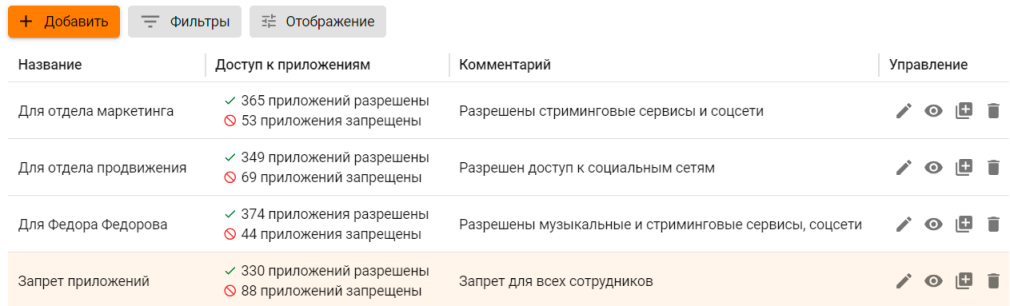 + Добавить Фильтры Отображение
Название Доступ к приложениям Комментарий Управление
Для отдела маркетинга 365 приложений разрешены Разрешены стриминговые сервисы и соцсети
53 приложения запрещены
Для отдела продвижения 349 приложений разрешены Разрешен доступ к социальным сетям
69 приложений запрещены
Для Федора Федорова 374 приложения разрешены Разрешены музыкальные и стриминговые сервисы, соцсети
44 приложения запрещены
Запрет приложений 330 приложений разрешены Запрет для всех сотрудников
88 приложений запрещены